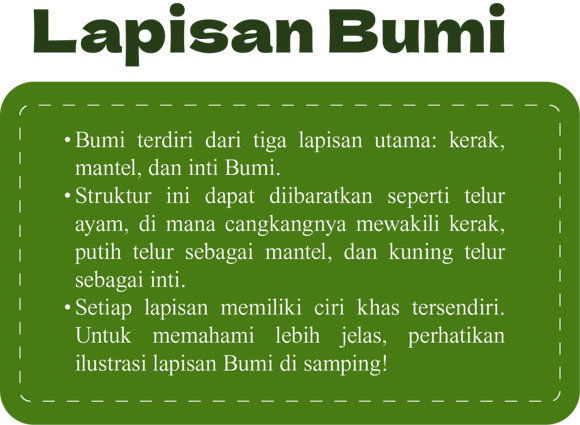 Lapisan Bumi
• Bumi terdiri dari tiga lapisan utama: kerak,
mantel, dan inti Bumi.
• Struktur ini dapat diibaratkan seperti telur
ayam, di mana cangkangnya mewakili kerak,
putih telur sebagai mantel, dan kuning telur
sebagai inti.
• Setiap lapisan memiliki ciri khas tersendiri.
Untuk memahami lebih jelas, perhatikan
ilustrasi lapisan Bumi di samping!